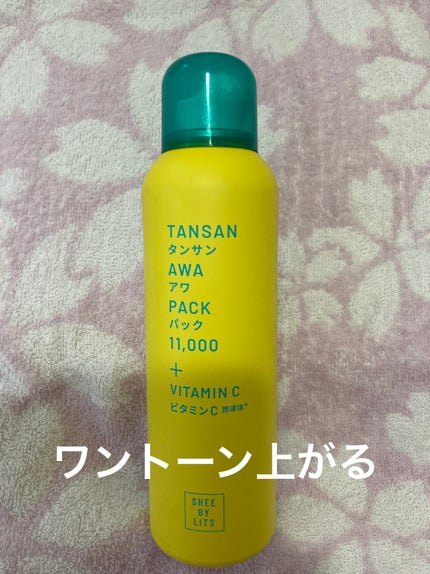 TANSAN
タンサン
AWA
アワ
PACK
パック
11,000
+
VITAMIN C
ビタミンC 誘導体*
ワントーン上がる
SHEE
BY
LITS